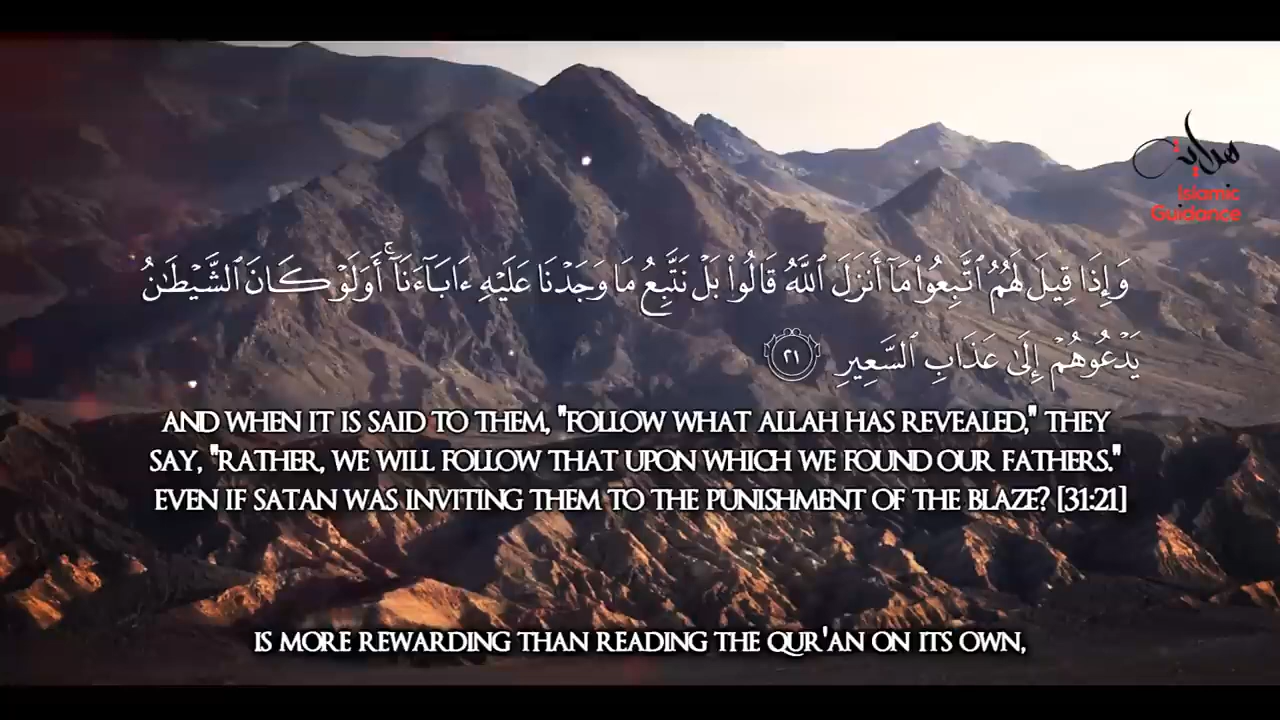 هداية
Islamic
Guidance
وَإِذَا قِيلَ لَهُمُ ٱتَّبِعُوا۟ مَآ أَنزَلَ ٱللَّهُ قَالُوا۟ بَلْ نَتَّبِعُ مَا وَجَدْنَا عَلَيْهِ ءَابَآءَنَآ ۚ أَوَلَوْ كَانَ ٱلشَّيْطَـٰنُ
يَدْعُوهُمْ إِلَىٰ عَذَابِ ٱلسَّعِيرِ ٢١
AND WHEN IT IS SAID TO THEM, "FOLLOW WHAT ALLAH HAS REVEALED," THEY
SAY, "RATHER, WE WILL FOLLOW THAT UPON WHICH WE FOUND OUR FATHERS."
EVEN IF SATAN WAS INVITING THEM TO THE PUNISHMENT OF THE BLAZE? [31:21]
IS MORE REWARDING THAN READING THE QUR'AN ON ITS OWN,